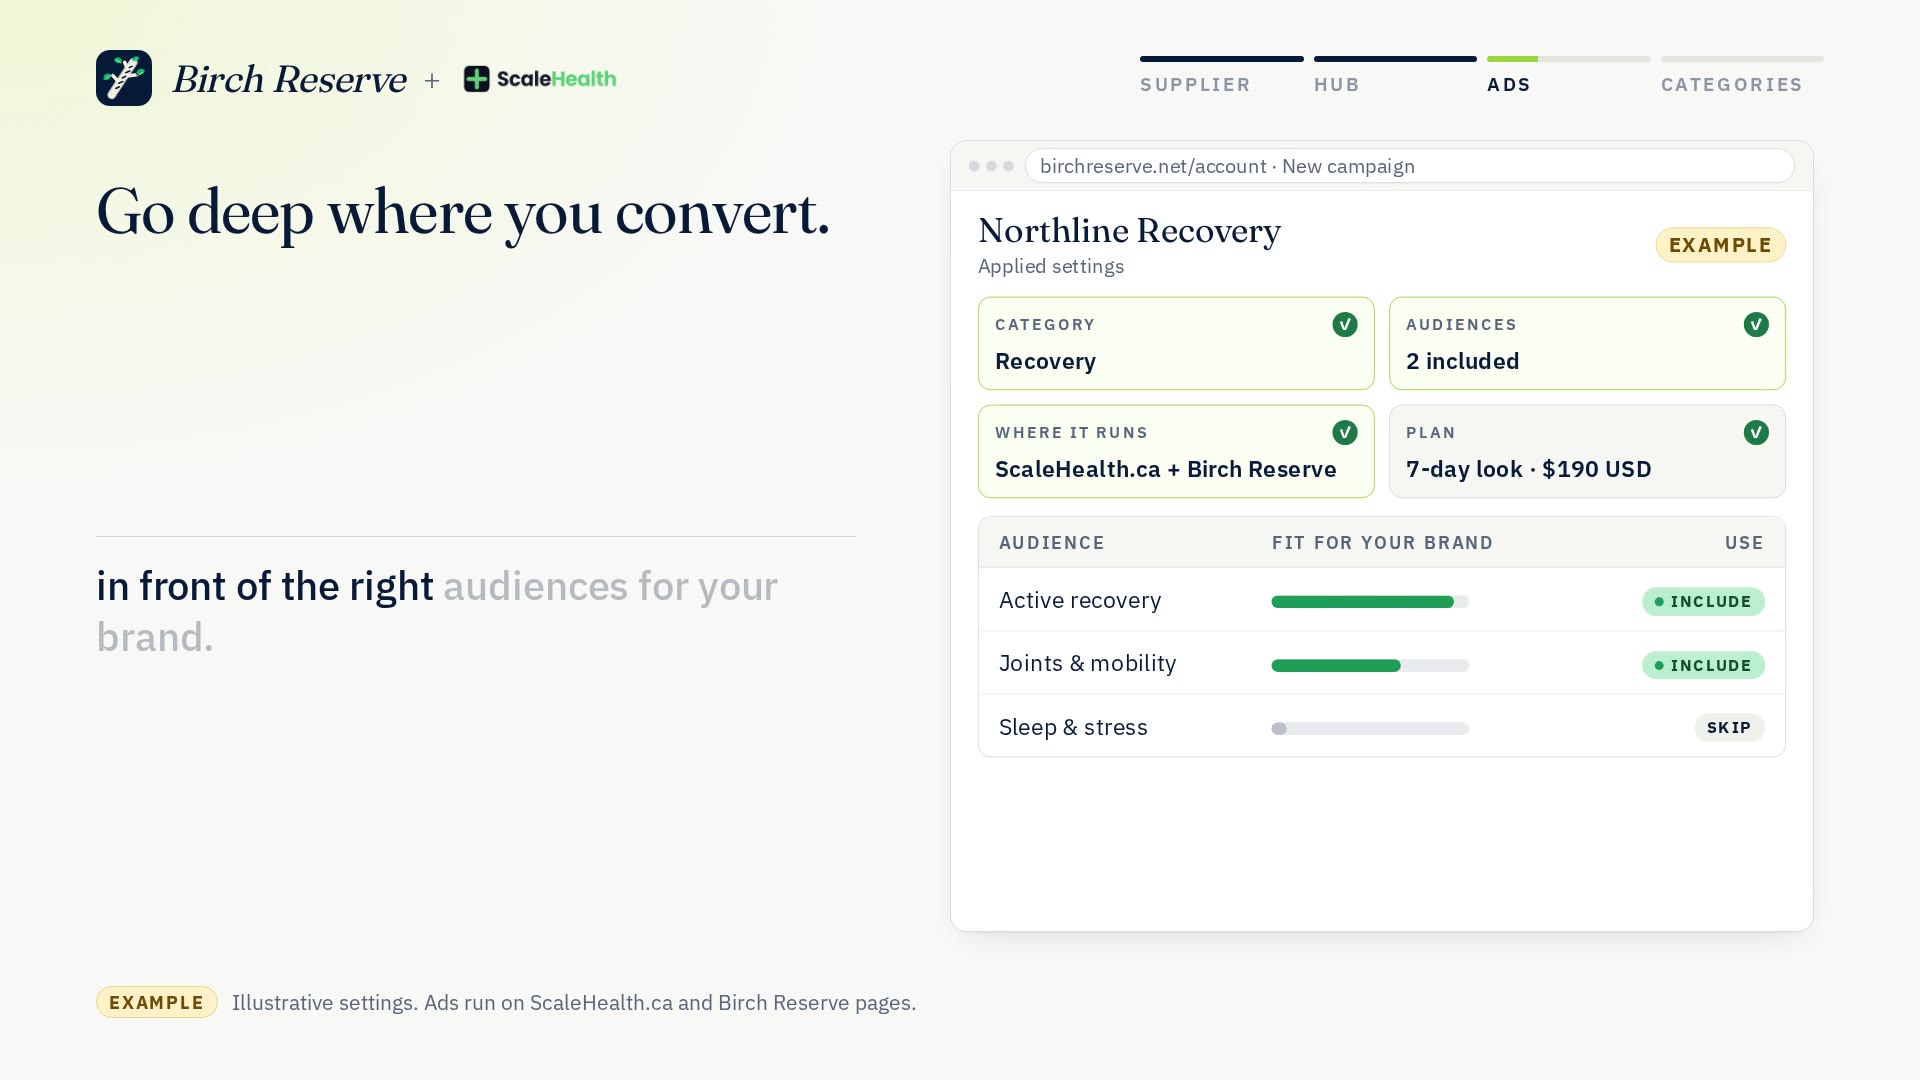 Birch Reserve + ScaleHealth
SUPPLIER
HUB
ADS
CATEGORIES
Go deep where you convert.
in front of the right audiences for your
brand.
birchreserve.net/account · New campaign
Northline Recovery
Applied settings
EXAMPLE
CATEGORY
Recovery
AUDIENCES
2 included
WHERE IT RUNS
ScaleHealth.ca + Birch Reserve
PLAN
7-day look · $190 USD
AUDIENCE FIT FOR YOUR BRAND USE
Active recovery INCLUDE
Joints & mobility INCLUDE
Sleep & stress SKIP
EXAMPLE Illustrative settings. Ads run on ScaleHealth.ca and Birch Reserve pages.